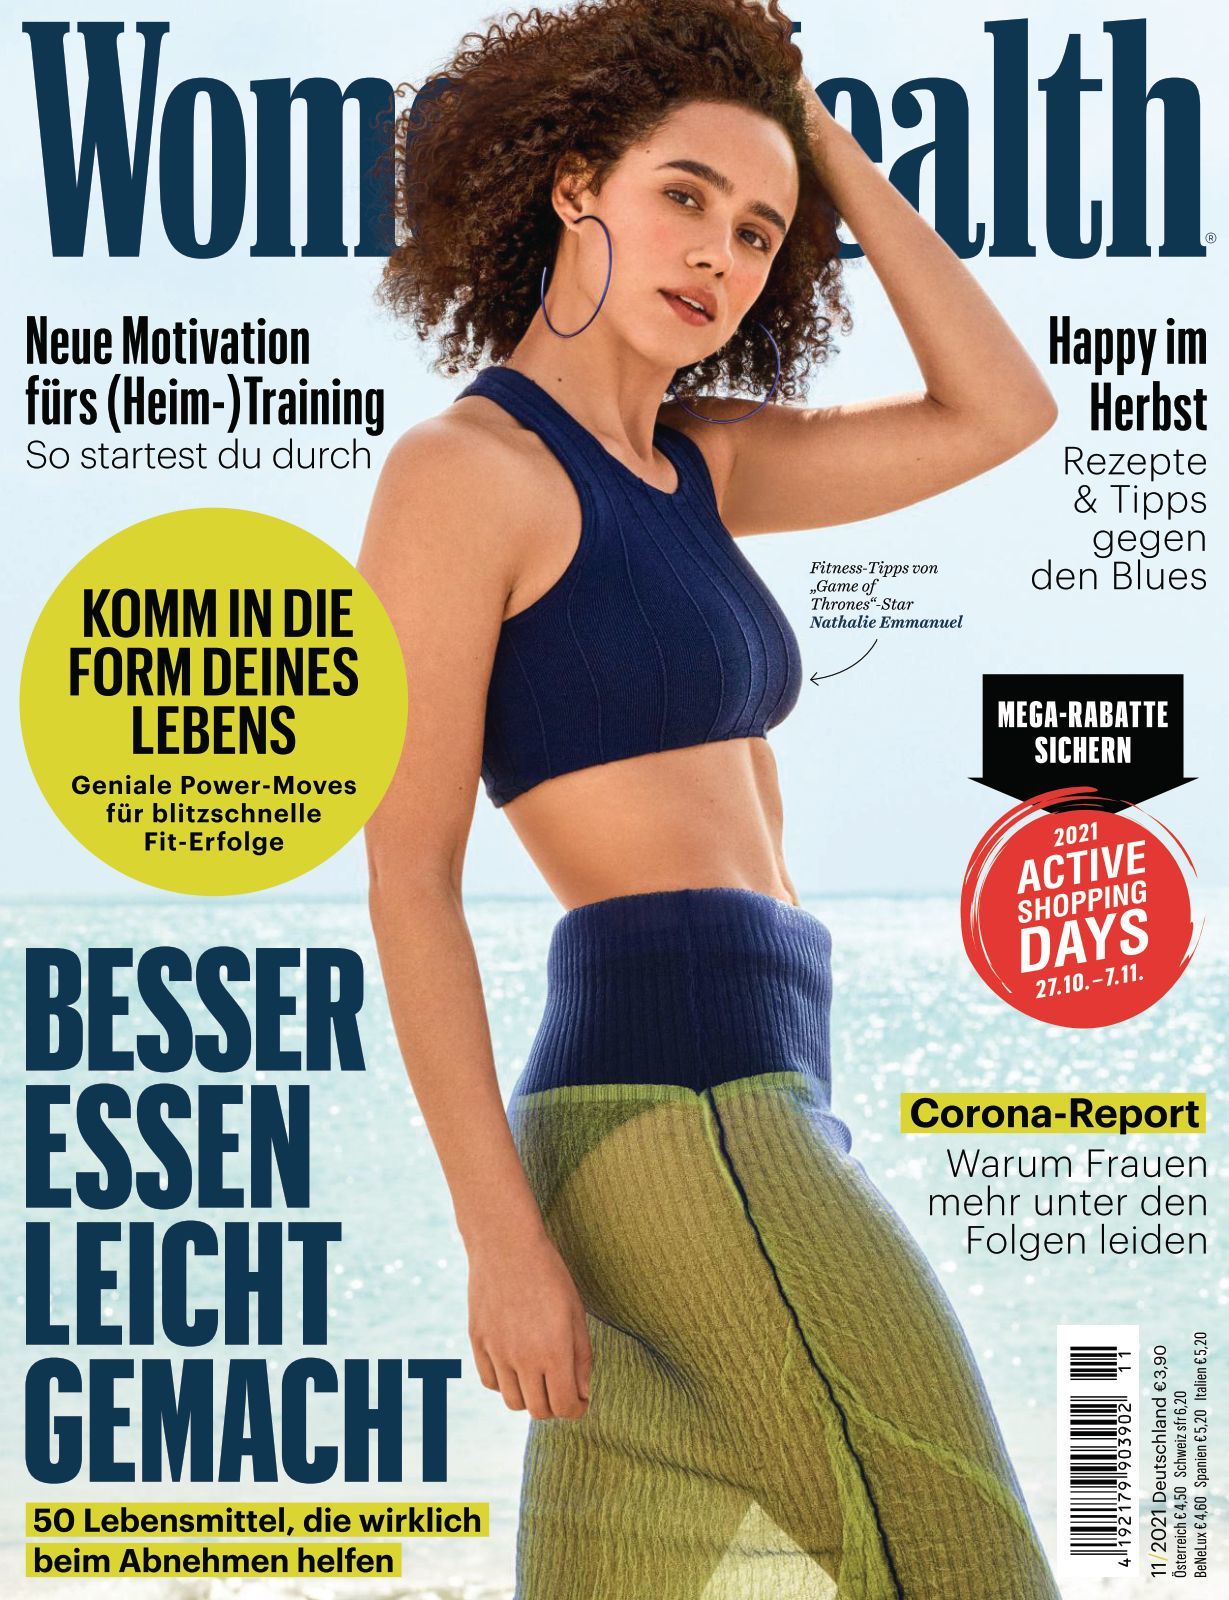 Wom ealth
®
Neue Motivation
fürs (Heim-)Training
So startest du durch
Happy im
Herbst
Rezepte
& Tipps
gegen
den Blues
KOMM IN DIE
FORM DEINES
LEBENS
Geniale Power-Moves
für blitzschnelle
Fit-Erfolge
Fitness-Tipps von
„Game of
Thrones“-Star
Nathalie Emmanuel
MEGA-RABATTE
SICHERN
2021
ACTIVE
SHOPPING
DAYS
27.10.–7.11.
BESSER
ESSEN
LEICHT
GEMACHT
50 Lebensmittel, die wirklich
beim Abnehmen helfen
Corona-Report
Warum Frauen
mehr unter den
Folgen leiden
11
4 192179 903902
11/2021 Deutschland € 3,90
Österreich € 4,50 Schweiz sfr 6,20
BeNeLux € 4,60 Spanien € 5,20 Italien € 5,20